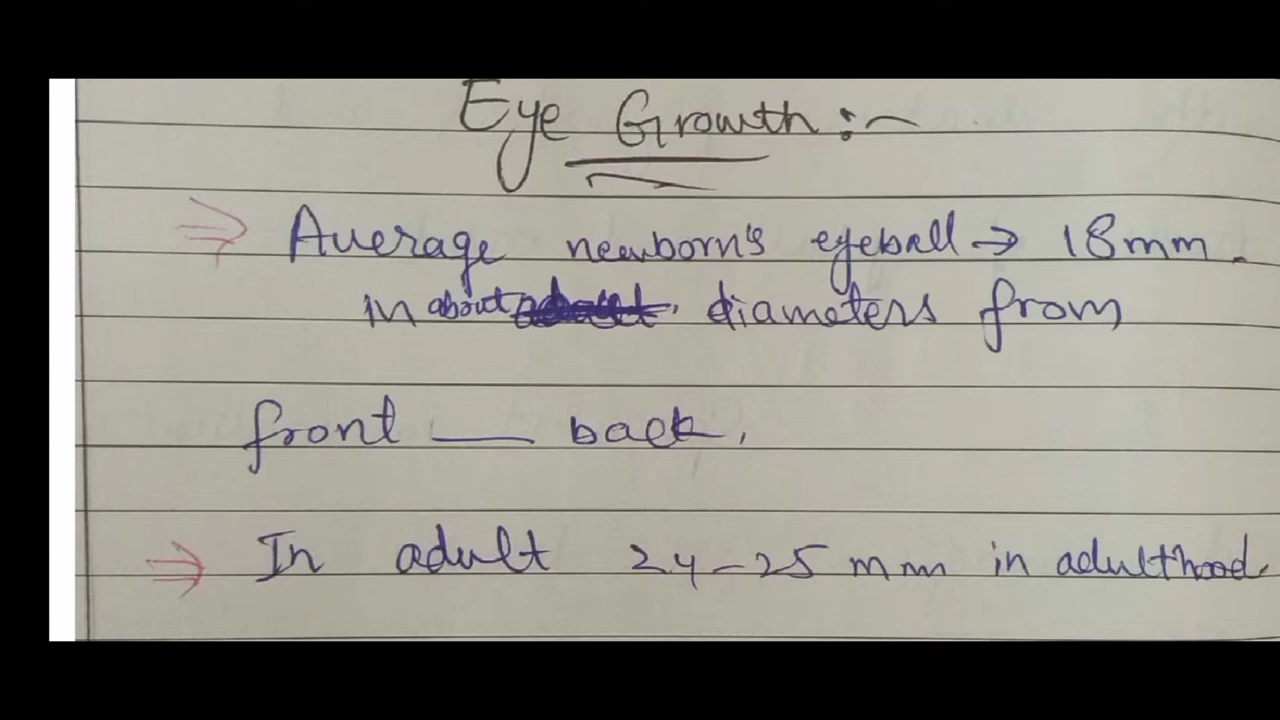 Eye Growth :-
⇒ Average newborn's eyeball → 18mm.
in about diameters from
front — back.
⇒ In adult 24-25 mm in adulthood.